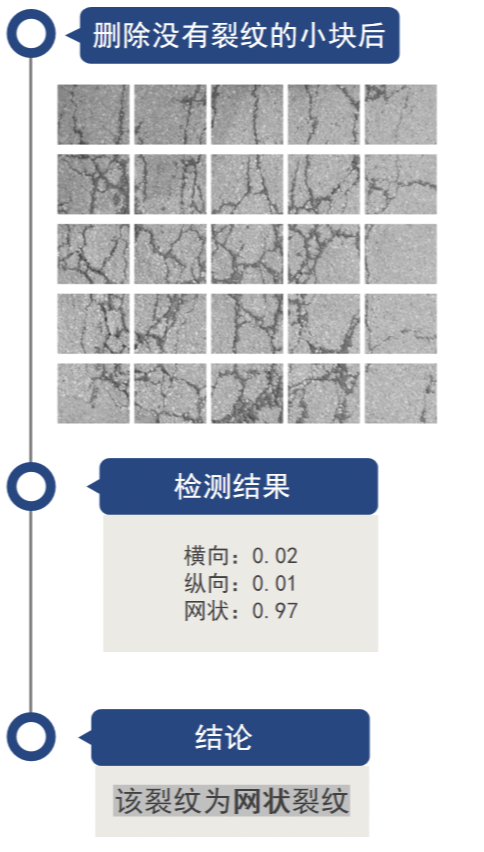 删除没有裂纹的小块后
检测结果
横向：0.02
纵向：0.01
网状：0.97
结论
该裂纹为网状裂纹